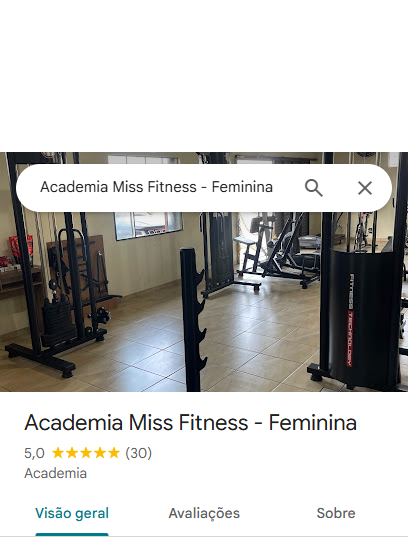 Academia Miss Fitness - Feminina
FITNESS TECHNOLOGY
Academia Miss Fitness - Feminina
5,0 ★★★★★ (30)
Academia
Visão geral
Avaliações
Sobre